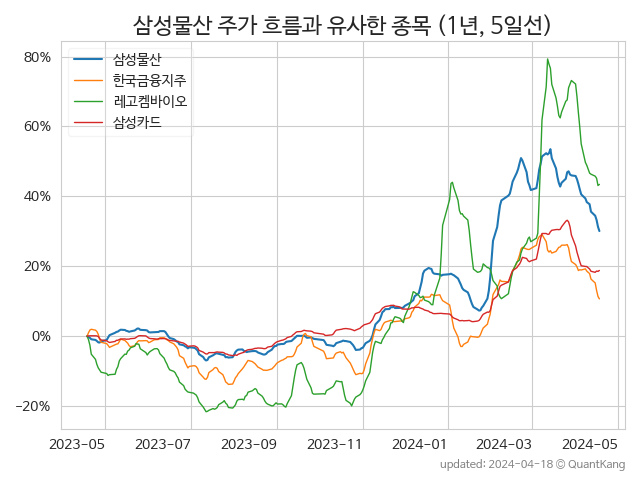 삼성물산 주가 흐름과 유사한 종목 (1년, 5일선)
삼성물산
한국금융지주
레고켐바이오
삼성카드
80%
60%
40%
20%
0%
−20%
2023-05 2023-07 2023-09 2023-11 2024-01 2024-03 2024-05
updated: 2024-04-18 © QuantKang